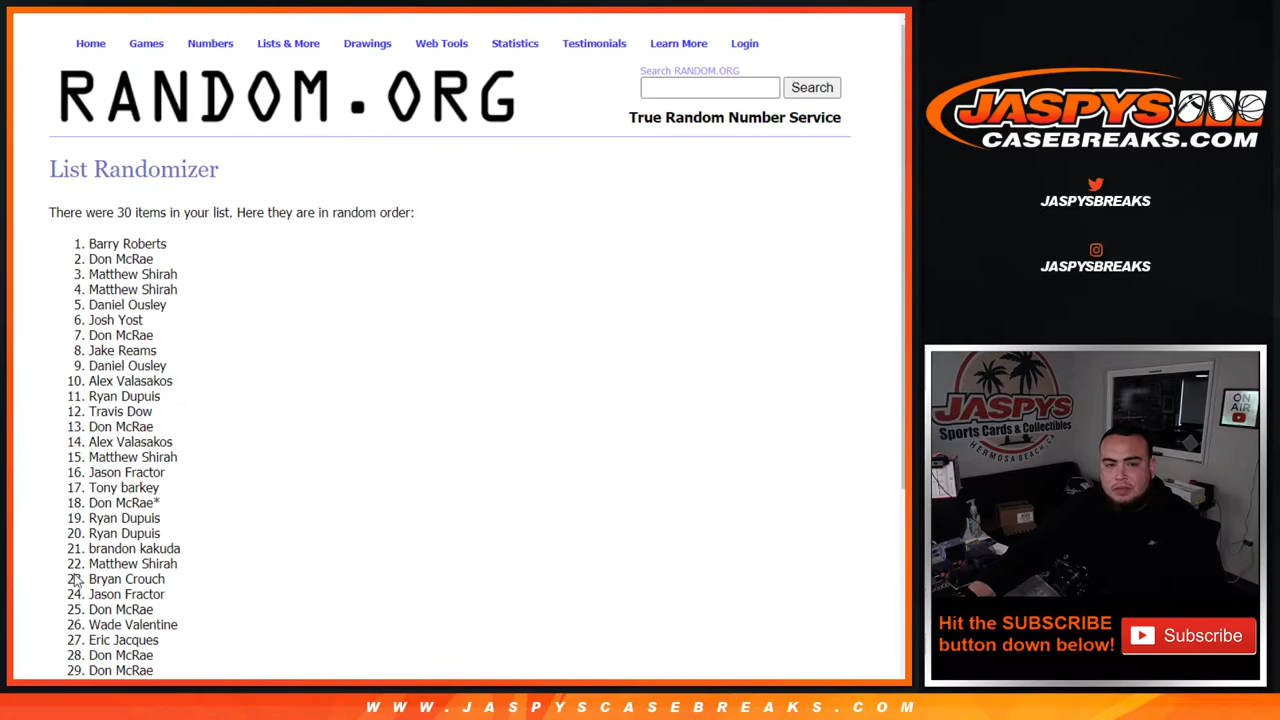 Home Games Numbers Lists & More Drawings Web Tools Statistics Testimonials Learn More Login
RANDOM.ORG
Search RANDOM.ORG
Search
True Random Number Service
List Randomizer
There were 30 items in your list. Here they are in random order:
1. Barry Roberts
2. Don McRae
3. Matthew Shirah
4. Matthew Shirah
5. Daniel Ousley
6. Josh Yost
7. Don McRae
8. Jake Reams
9. Daniel Ousley
10. Alex Valasakos
11. Ryan Dupuis
12. Travis Dow
13. Don McRae
14. Alex Valasakos
15. Matthew Shirah
16. Jason Fractor
17. Tony barkey
18. Don McRae*
19. Ryan Dupuis
20. Ryan Dupuis
21. brandon kakuda
22. Matthew Shirah
23. Bryan Crouch
24. Jason Fractor
25. Don McRae
26. Wade Valentine
27. Eric Jacques
28. Don McRae
29. Don McRae
JASPYS
CASEBREAKS.COM
JASPYSBREAKS
JASPYSBREAKS
JASPYS
Sports Cards & Collectibles
HERMOSA BEACH, CA
ON AIR
Hit the SUBSCRIBE
button down below!
Subscribe
WWW.JASPYSCASEBREAKS.COM